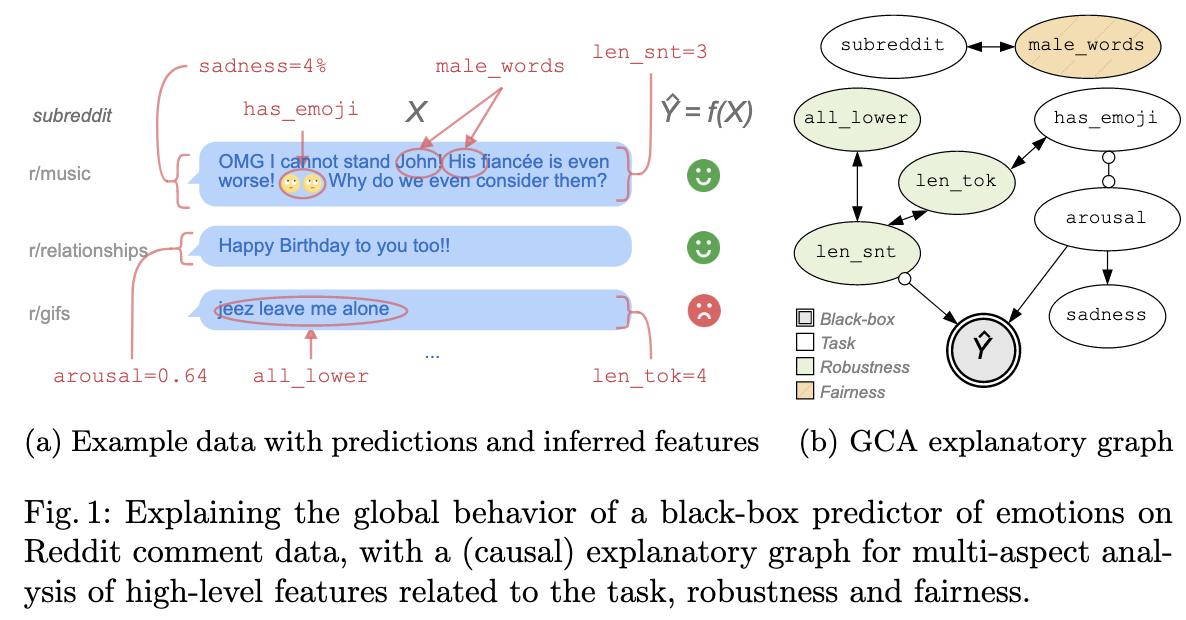 sadness=4%
male_words
len_snt=3
subreddit
has_emoji
X
Ŷ = f(X)
r/music
OMG I cannot stand John! His fiancée is even
worse! 🙄🙄 Why do we even consider them?
r/relationships
Happy Birthday to you too!!
r/gifs
jeez leave me alone
...
arousal=0.64
all_lower
len_tok=4
subreddit
male_words
all_lower
has_emoji
len_tok
arousal
len_snt
sadness
Ŷ
Black-box
Task
Robustness
Fairness
(a) Example data with predictions and inferred features
(b) GCA explanatory graph
Fig. 1: Explaining the global behavior of a black-box predictor of emotions on
Reddit comment data, with a (causal) explanatory graph for multi-aspect anal-
ysis of high-level features related to the task, robustness and fairness.